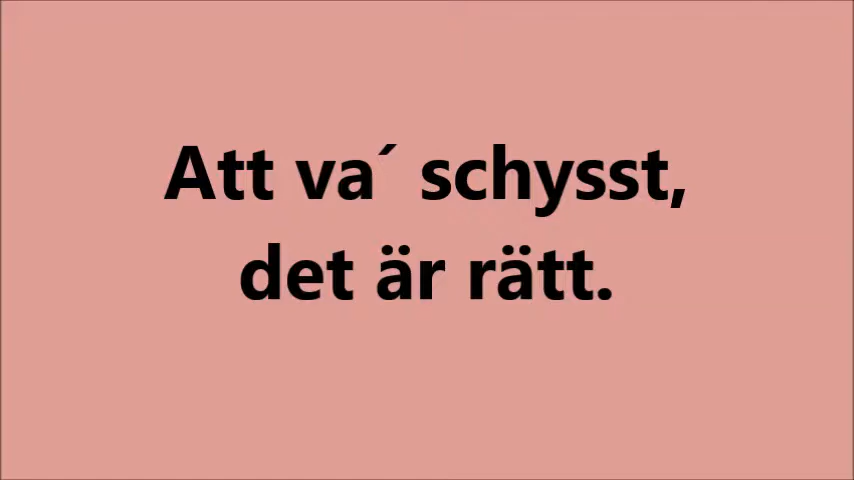 Att va´ schysst,
det är rätt.